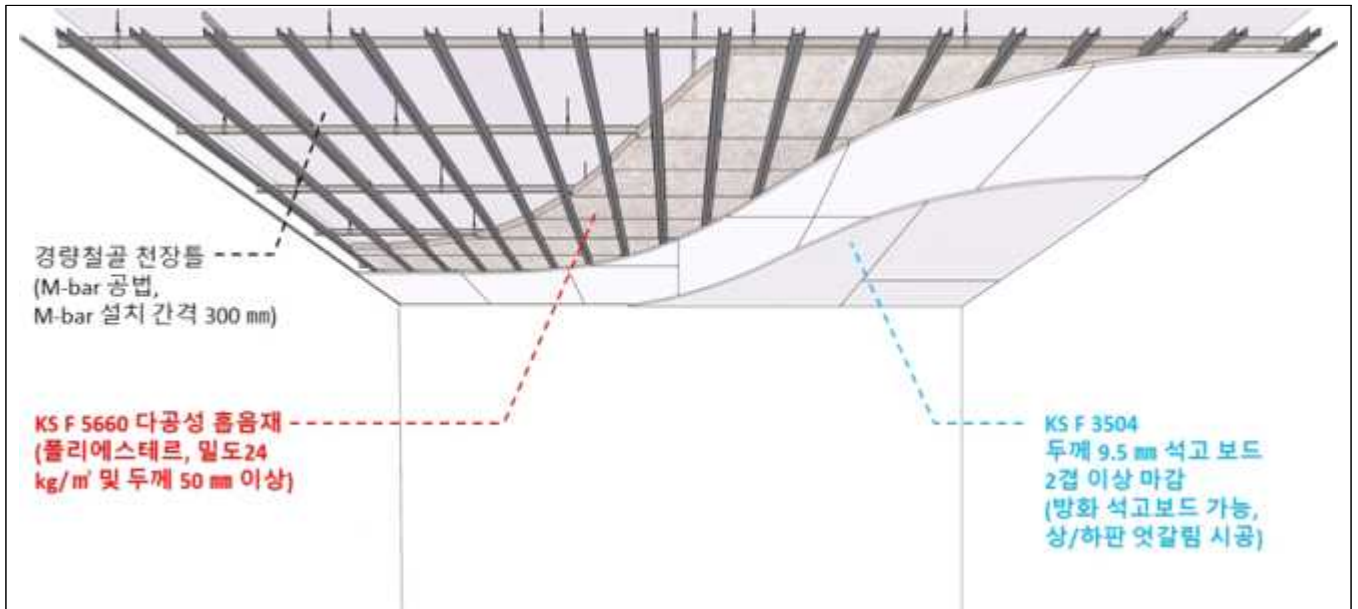 경량철골 천장틀
(M-bar 공법,
M-bar 설치 간격 300 ㎜)
KS F 5660 다공성 흡음재
(폴리에스테르, 밀도24
kg/㎥ 및 두께 50 ㎜ 이상)
KS F 3504
두께 9.5 ㎜ 석고 보드
2겹 이상 마감
(방화 석고보드 가능,
상/하판 엇갈림 시공)